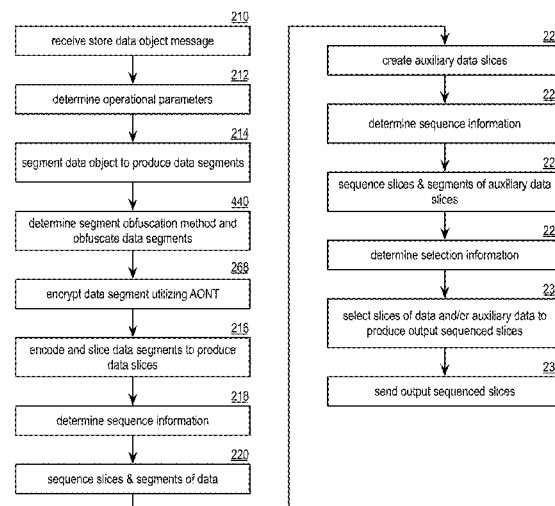 210
receive store data object message
212
determine operational parameters
214
segment data object to produce data segments
440
determine segment obfuscation method and
obfuscate data segments
268
encrypt data segment utilizing AONT
216
encode and slice data segments to produce
data slices
218
determine sequence information
220
sequence slices & segments of data
22
create auxiliary data slices
22
determine sequence information
22
sequence slices & segments of auxiliary data
slices
22
determine selection information
23
select slices of data and/or auxiliary data to
produce output sequenced slices
23
send output sequenced slices